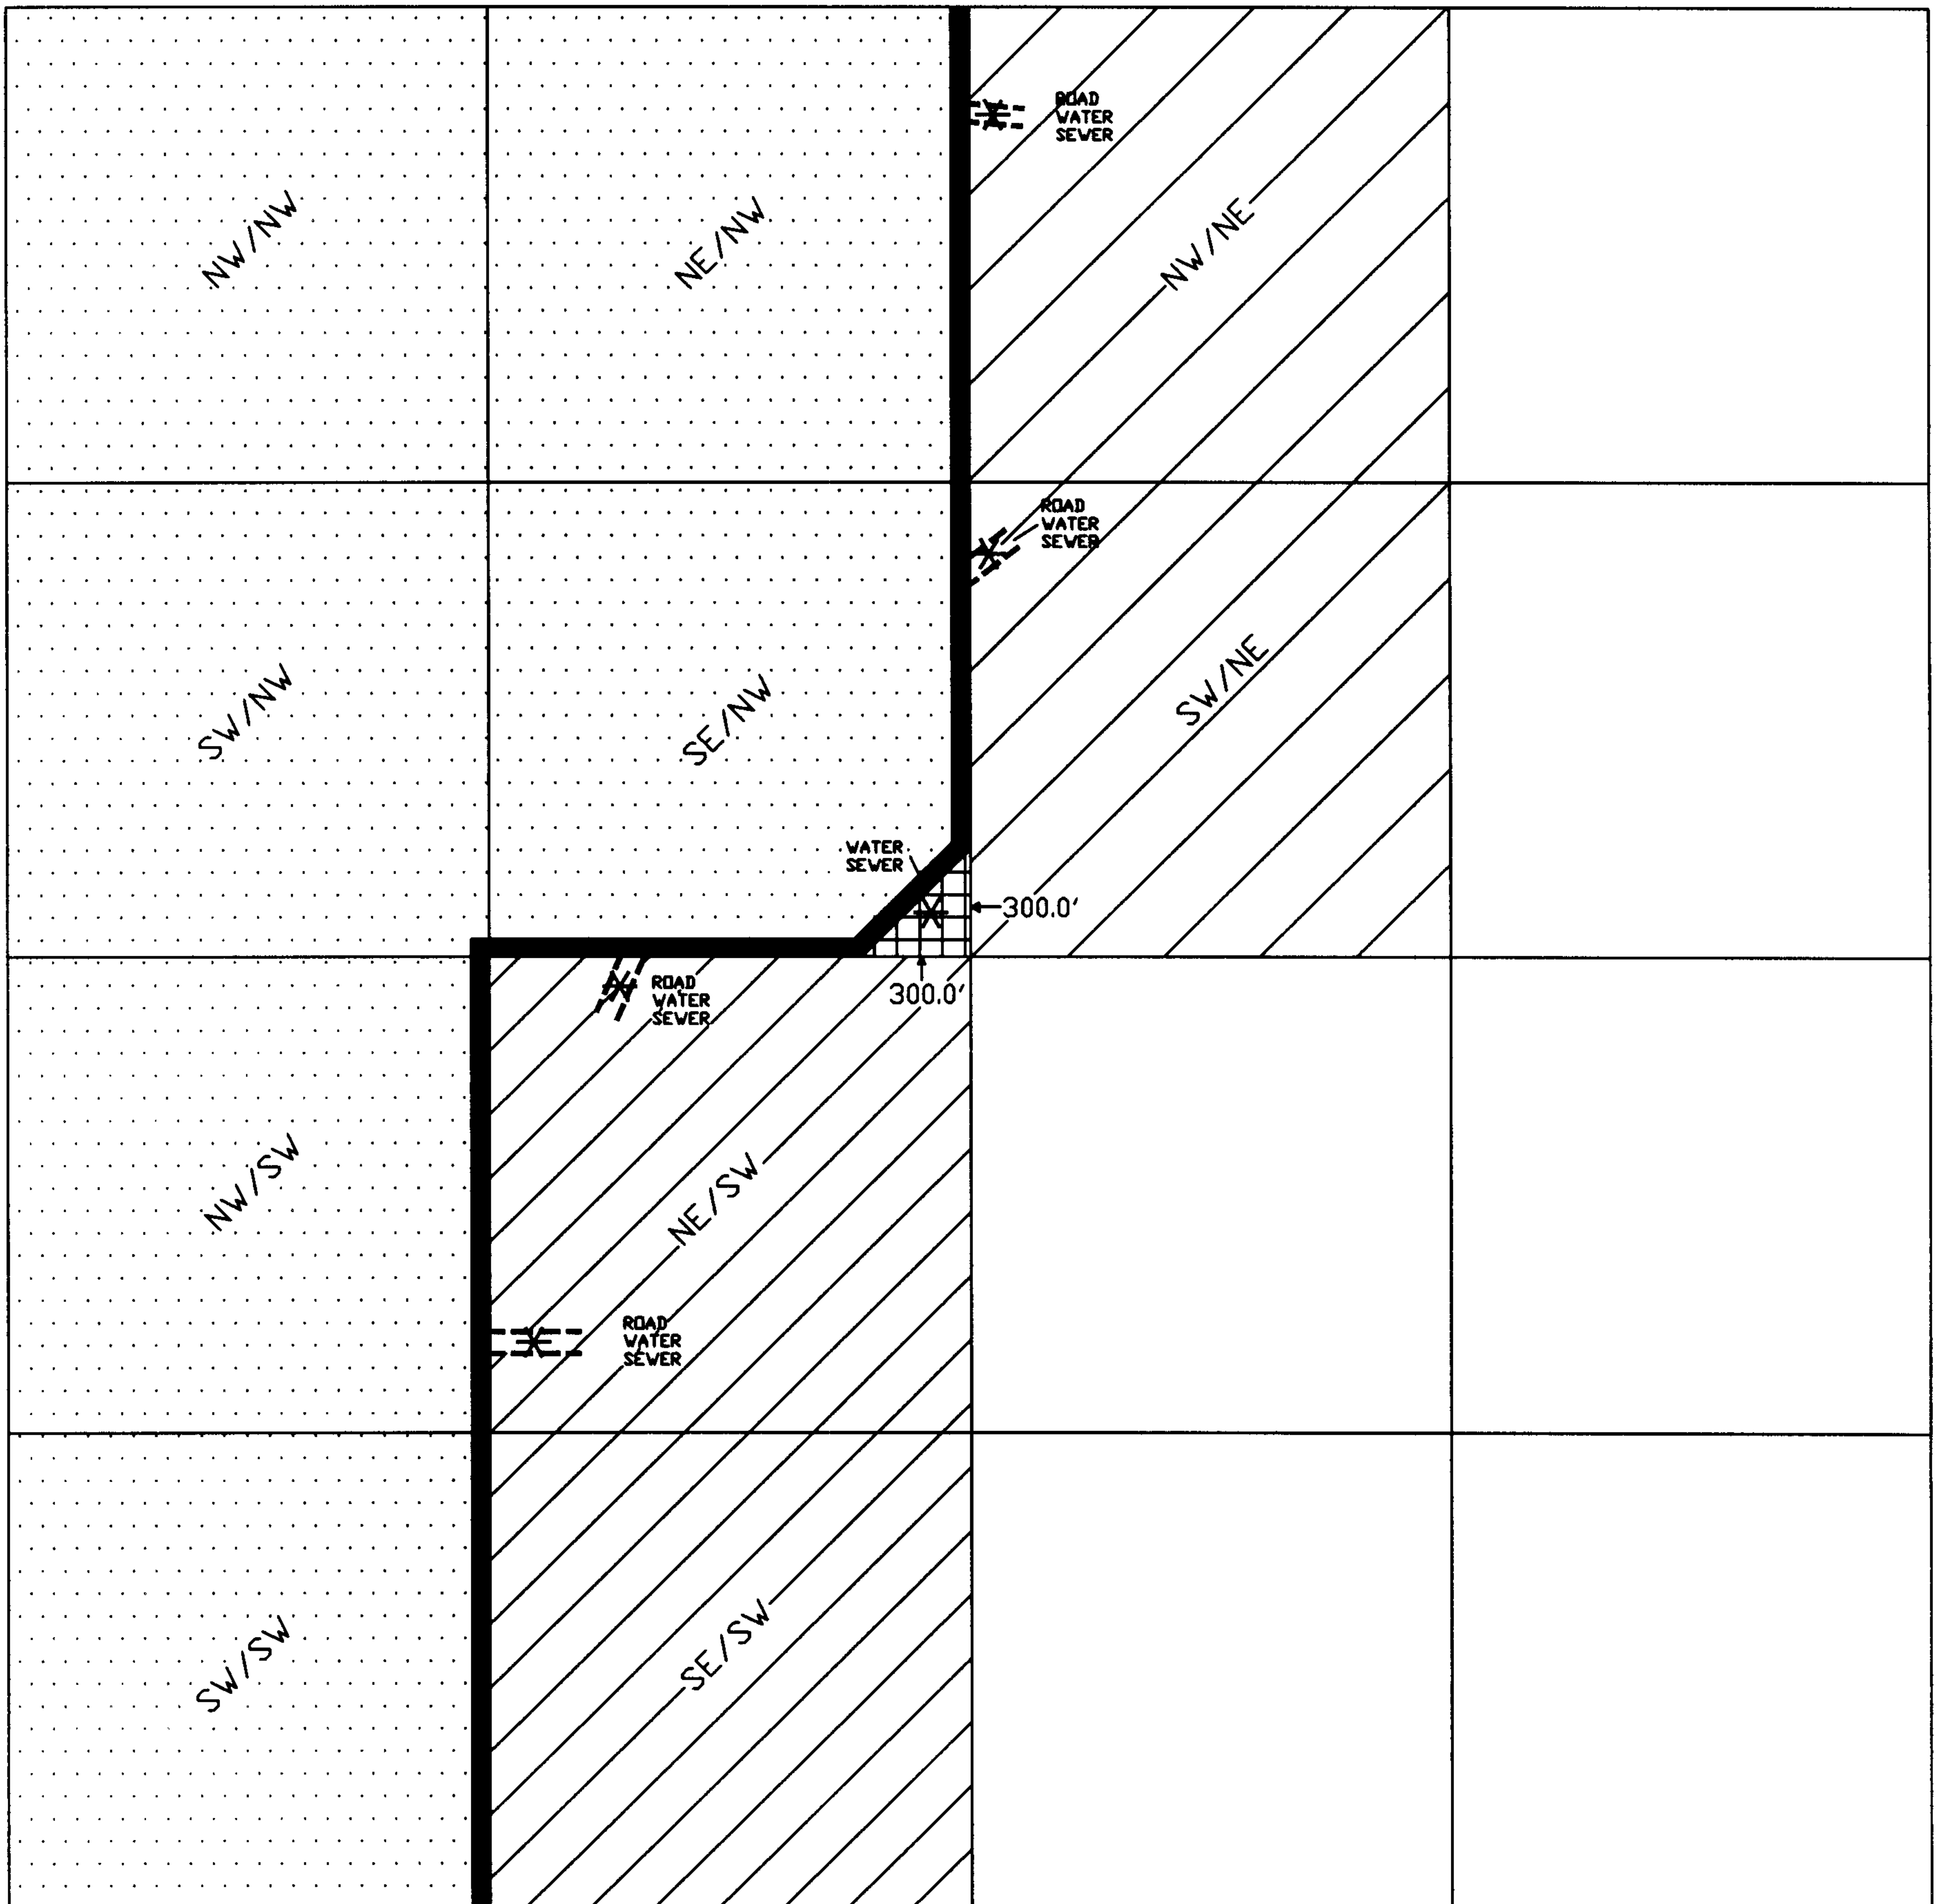 ROAD
WATER
SEWER
NW/NW
NE/NW
NW/NE
ROAD
WATER
SEWER
SW/NW
SE/NW
SW/NE
WATER
SEWER
300.0'
300.0'
ROAD
WATER
SEWER
NW/SW
NE/SW
ROAD
WATER
SEWER
SW/SW
SE/SW